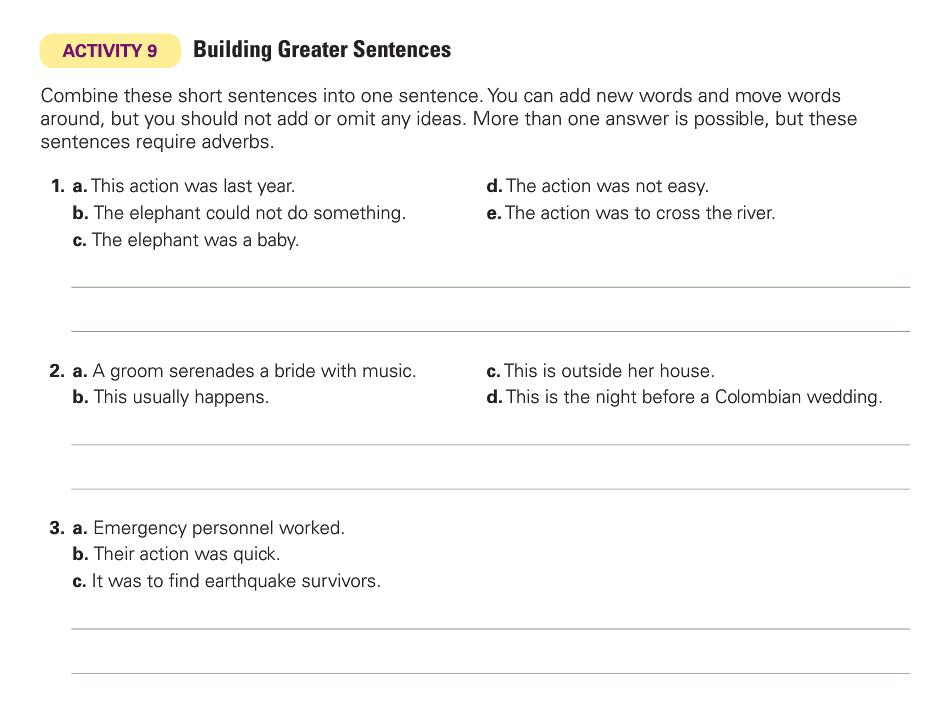 ACTIVITY 9 Building Greater Sentences
Combine these short sentences into one sentence. You can add new words and move words
around, but you should not add or omit any ideas. More than one answer is possible, but these
sentences require adverbs.
1. a. This action was last year.
b. The elephant could not do something.
c. The elephant was a baby.
d. The action was not easy.
e. The action was to cross the river.
2. a. A groom serenades a bride with music.
b. This usually happens.
c. This is outside her house.
d. This is the night before a Colombian wedding.
3. a. Emergency personnel worked.
b. Their action was quick.
c. It was to find earthquake survivors.